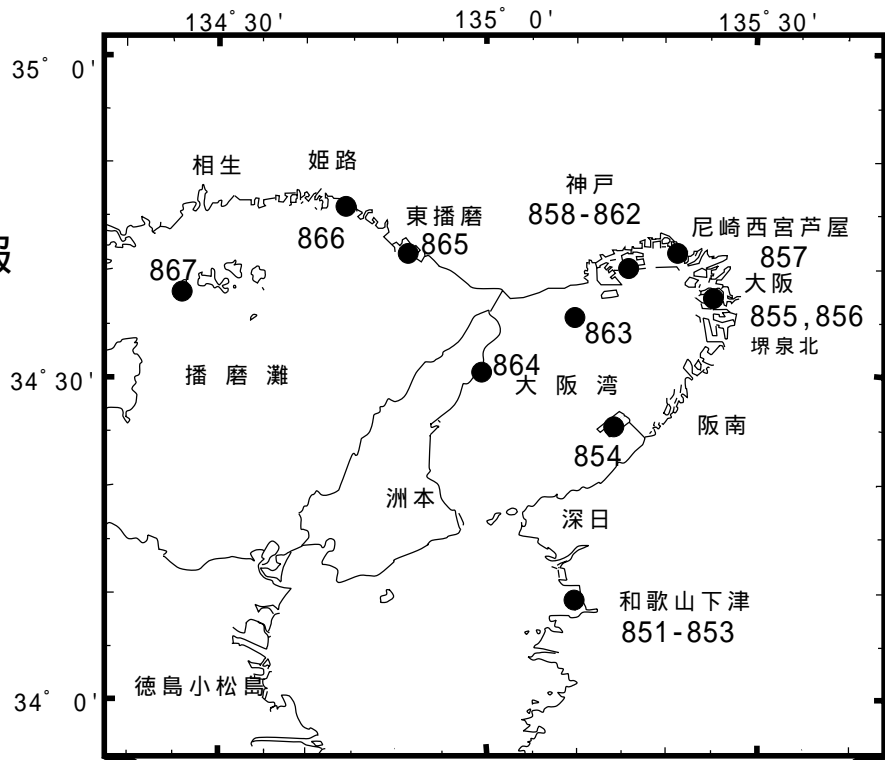 134° 30' 135° 0' 135° 30'
35° 0'
相生 姫路
神戸
858-862
東播磨
尼崎西宮芦屋
866 865
857
報
867
大阪
855,856
863
堺泉北
864
34° 30'
播磨灘 大阪湾
阪南
854
洲本
深日
和歌山下津
851-853
徳島小松島
34° 0'